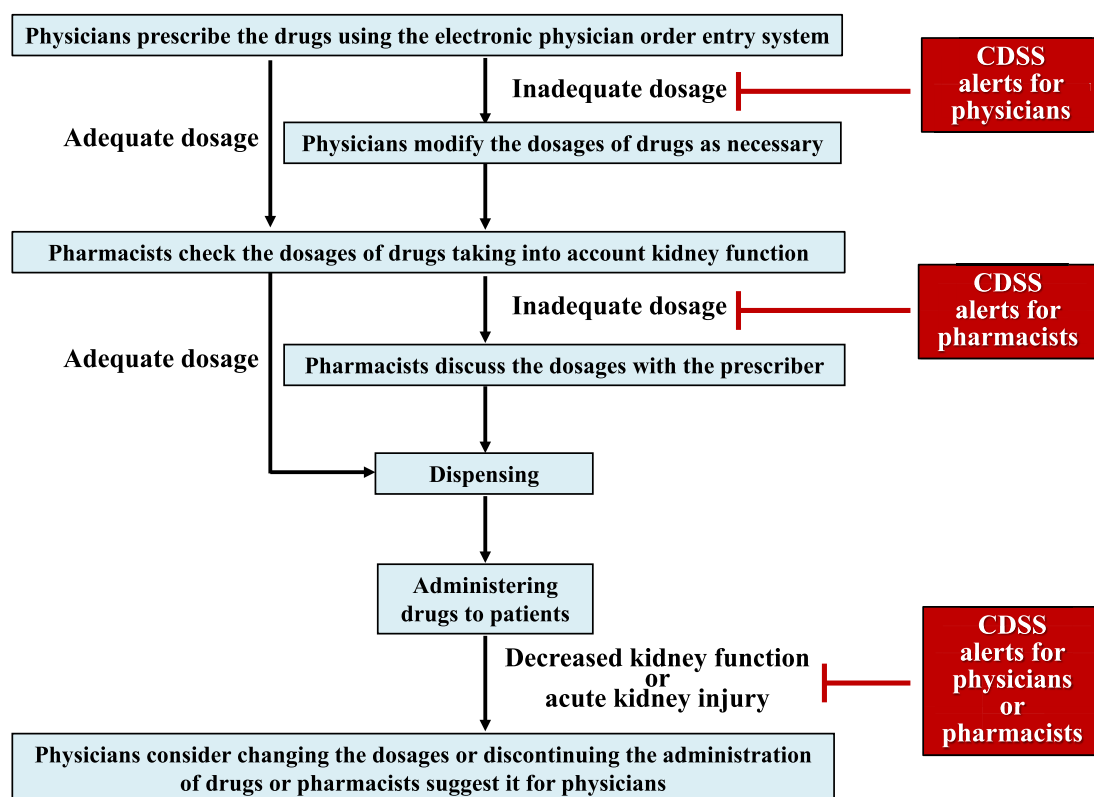 Physicians prescribe the drugs using the electronic physician order entry system
CDSS
alerts for
physicians
Inadequate dosage
Adequate dosage
Physicians modify the dosages of drugs as necessary
Pharmacists check the dosages of drugs taking into account kidney function
CDSS
alerts for
pharmacists
Inadequate dosage
Adequate dosage
Pharmacists discuss the dosages with the prescriber
Dispensing
Administering
drugs to patients
CDSS
alerts for
physicians
or
pharmacists
Decreased kidney function
or
acute kidney injury
Physicians consider changing the dosages or discontinuing the administration
of drugs or pharmacists suggest it for physicians